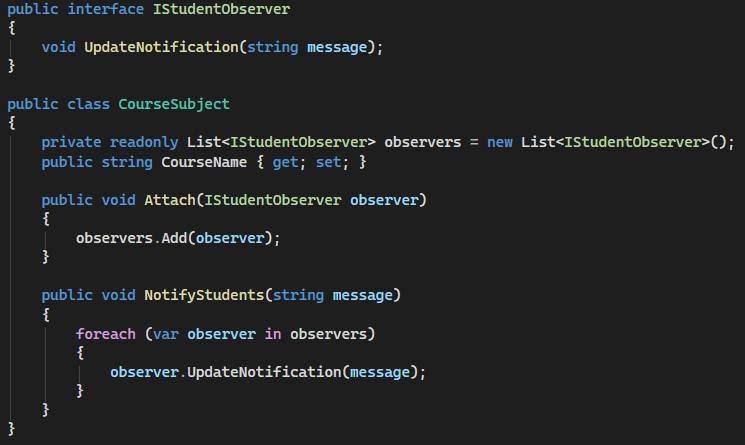 public interface IStudentObserver
{
    void UpdateNotification(string message);
}

public class CourseSubject
{
    private readonly List<IStudentObserver> observers = new List<IStudentObserver>();
    public string CourseName { get; set; }

    public void Attach(IStudentObserver observer)
    {
        observers.Add(observer);
    }

    public void NotifyStudents(string message)
    {
        foreach (var observer in observers)
        {
            observer.UpdateNotification(message);
        }
    }
}